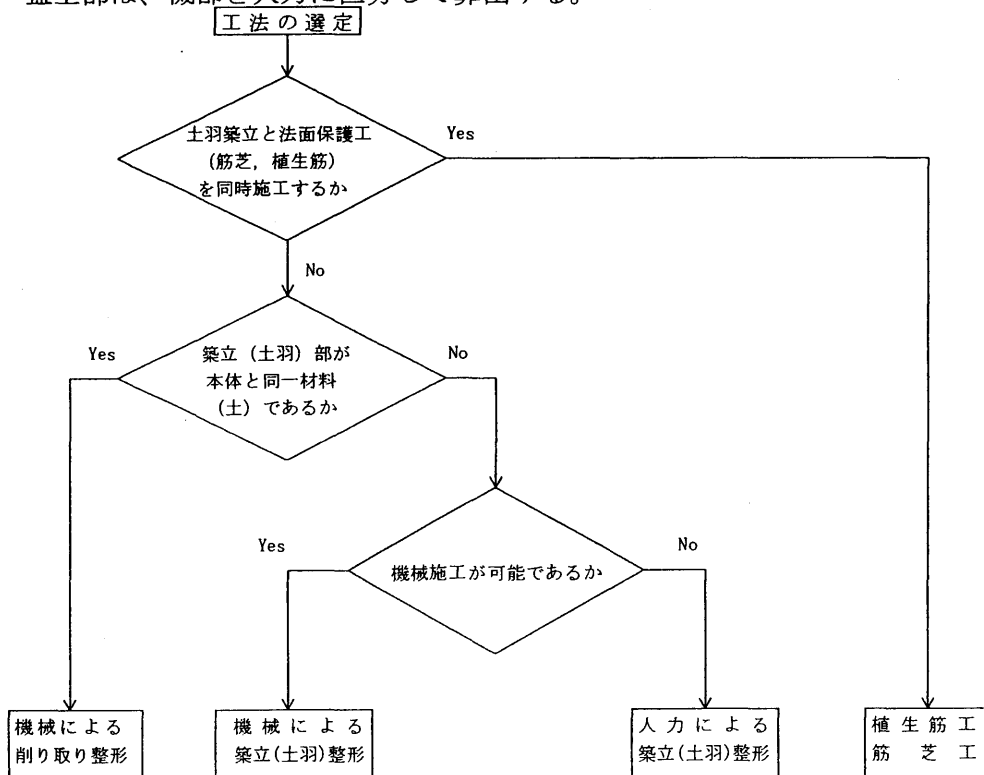 工法の選定
土羽築立と法面保護工
(筋芝，植生筋)
を同時施工するか
Yes
No
築立（土羽）部が
本体と同一材料
（土）であるか
Yes
No
機械施工が可能であるか
Yes
No
機械による
削り取り整形
機械による
築立(土羽)整形
人力による
築立(土羽)整形
植生筋工
筋芝工